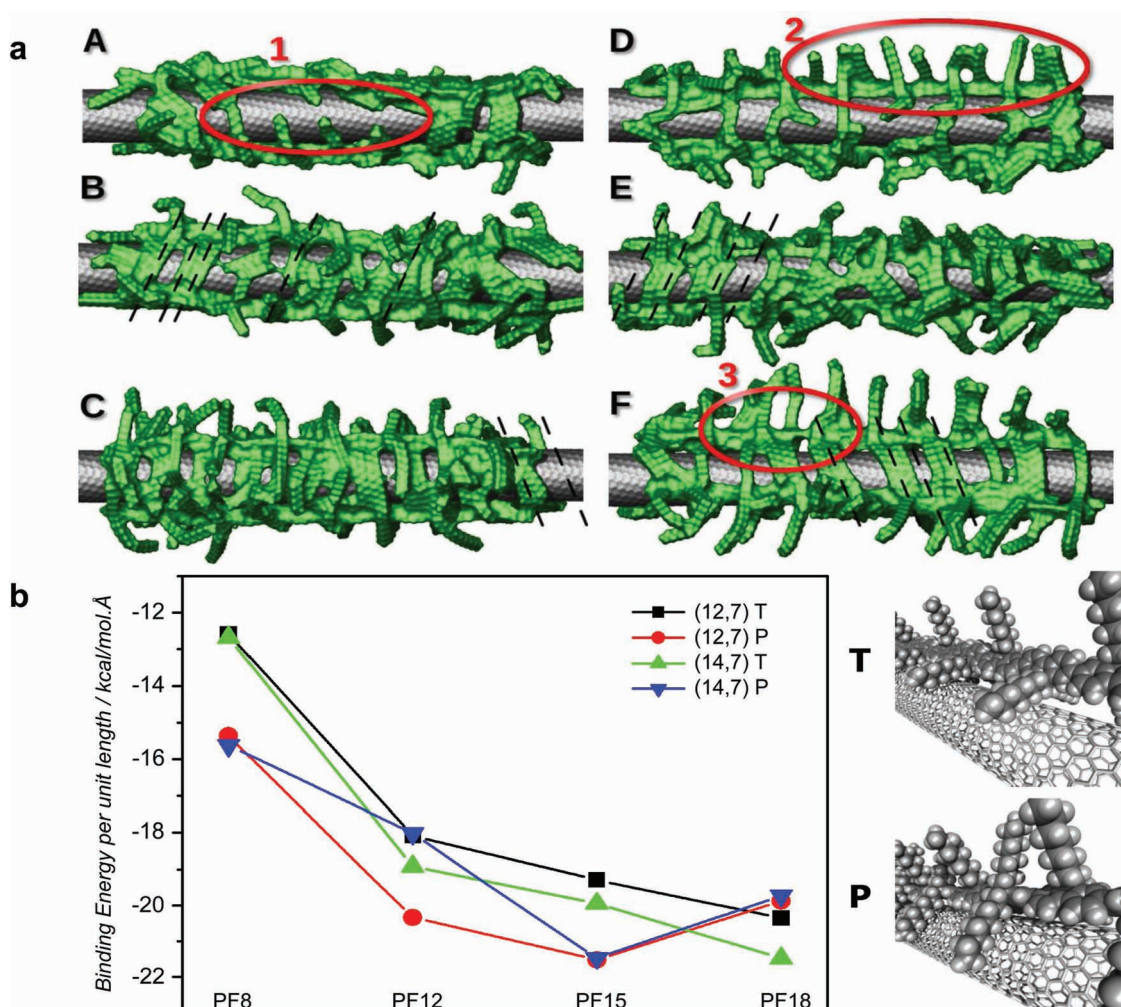 a
A
1
D
2
B
E
C
F
3
b
Binding Energy per unit length / kcal/mol.Å
-12
-14
-16
-18
-20
-22
(12,7) T
(12,7) P
(14,7) T
(14,7) P
PF8 PF12 PF15 PF18
T
P